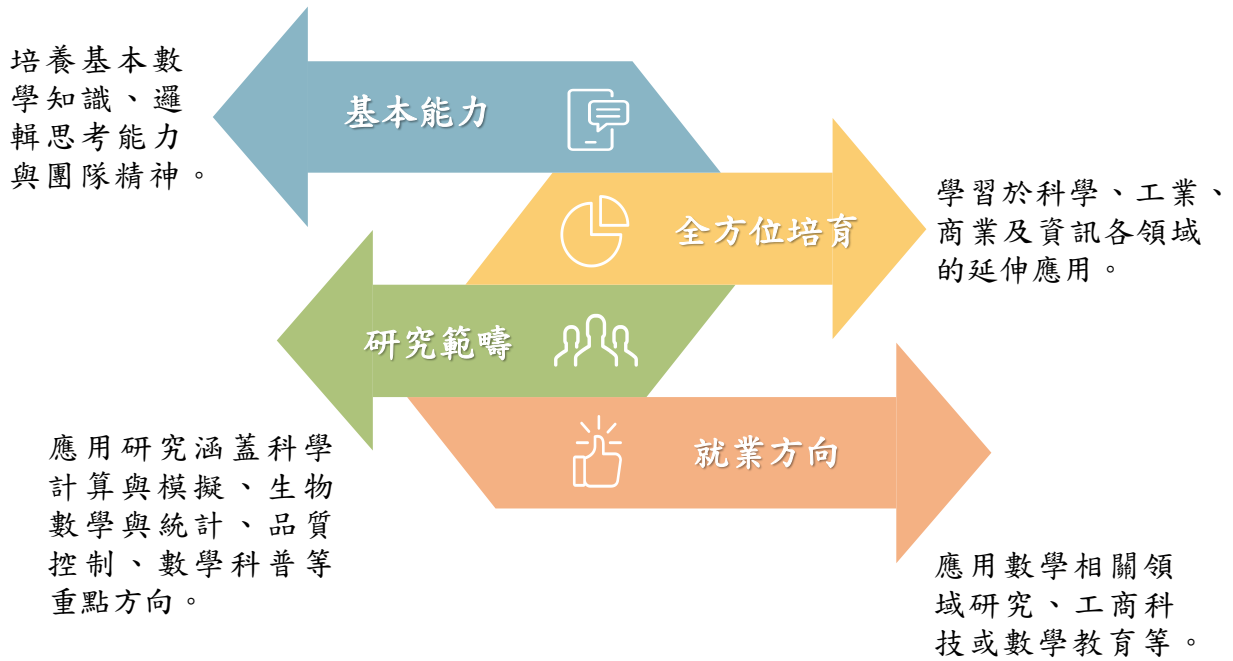 培養基本數
學知識、邏
輯思考能力
與團隊精神。
基本能力
全方位培育
學習於科學、工業、
商業及資訊各領域
的延伸應用。
研究範疇
應用研究涵蓋科學
計算與模擬、生物
數學與統計、品質
控制、數學科普等
重點方向。
就業方向
應用數學相關領
域研究、工商科
技或數學教育等。